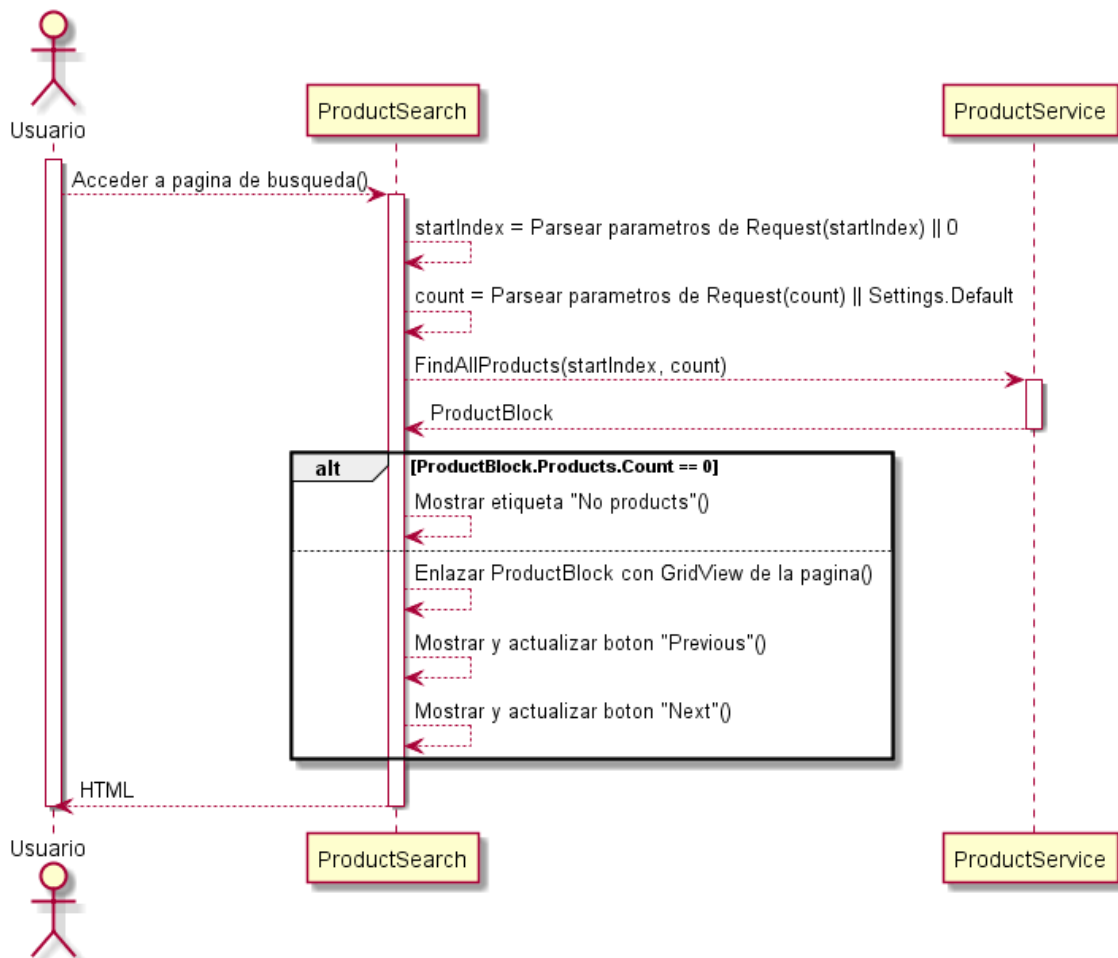 Usuario
ProductSearch
ProductService
Acceder a pagina de busqueda()
startIndex = Parsear parametros de Request(startIndex) || 0
count = Parsear parametros de Request(count) || Settings.Default
FindAllProducts(startIndex, count)
ProductBlock
alt
[ProductBlock.Products.Count == 0]
Mostrar etiqueta "No products"()
Enlazar ProductBlock con GridView de la pagina()
Mostrar y actualizar boton "Previous"()
Mostrar y actualizar boton "Next"()
HTML
Usuario
ProductSearch
ProductService